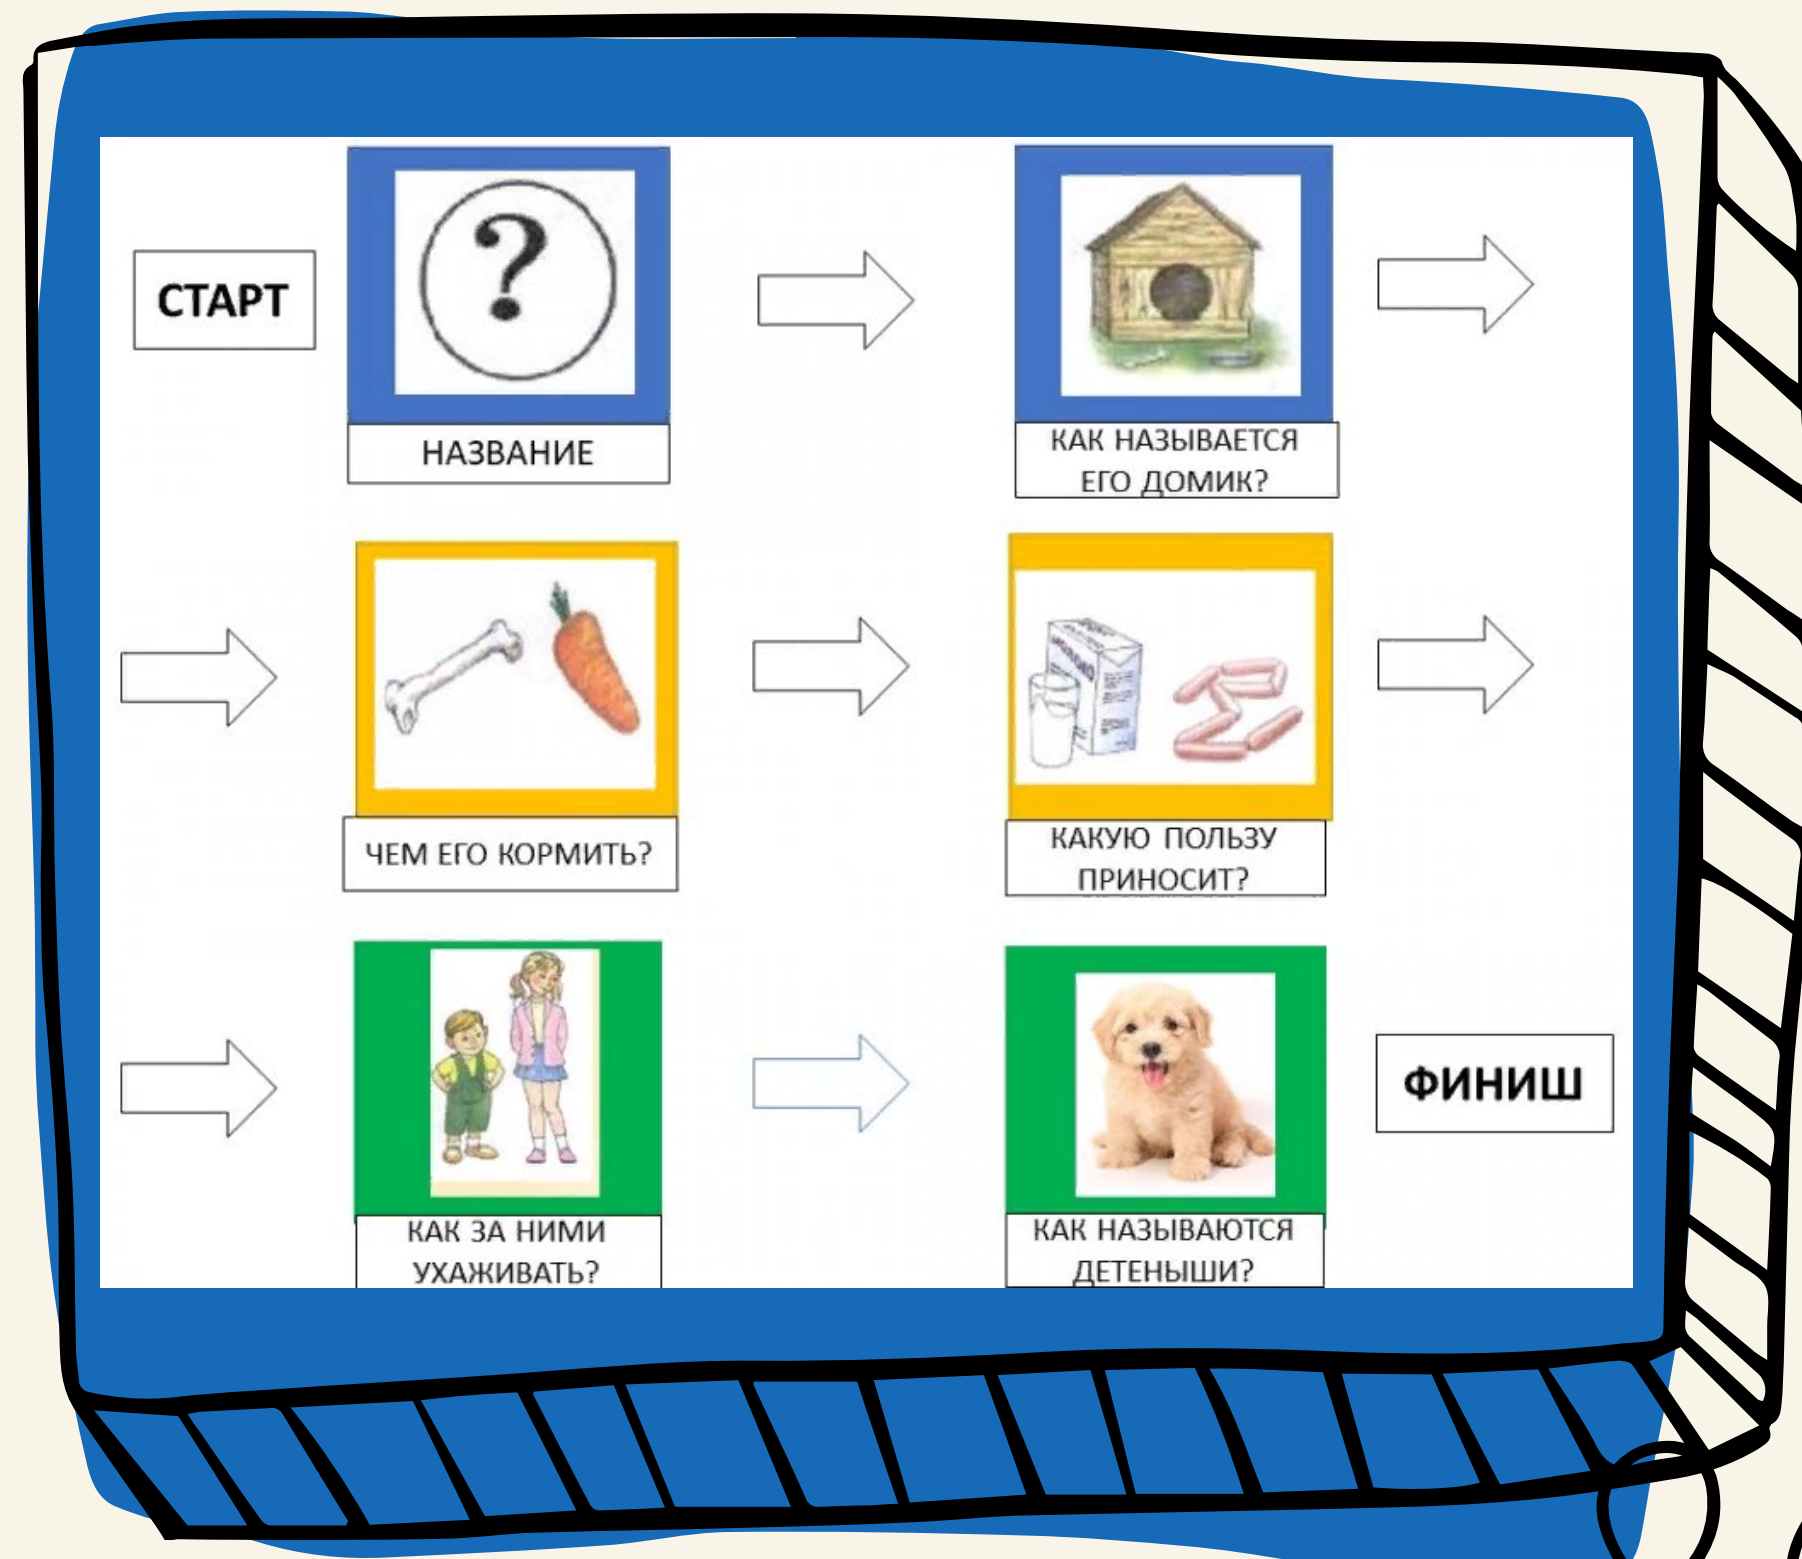 СТАРТ
НАЗВАНИЕ
КАК НАЗЫВАЕТСЯ
ЕГО ДОМИК?
ЧЕМ ЕГО КОРМИТЬ?
КАКУЮ ПОЛЬЗУ
ПРИНОСИТ?
КАК ЗА НИМИ
УХАЖИВАТЬ?
КАК НАЗЫВАЮТСЯ
ДЕТЕНЫШИ?
ФИНИШ